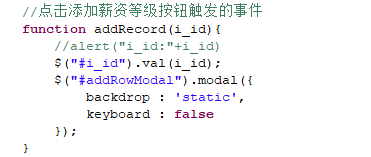 //点击添加薪资等级按钮触发的事件
function addRecord(i_id){
    //alert("i_id:"+i_id)
    $("#i_id").val(i_id);
    $("#addRowModal").modal({
        backdrop : 'static',
        keyboard : false
    });
}